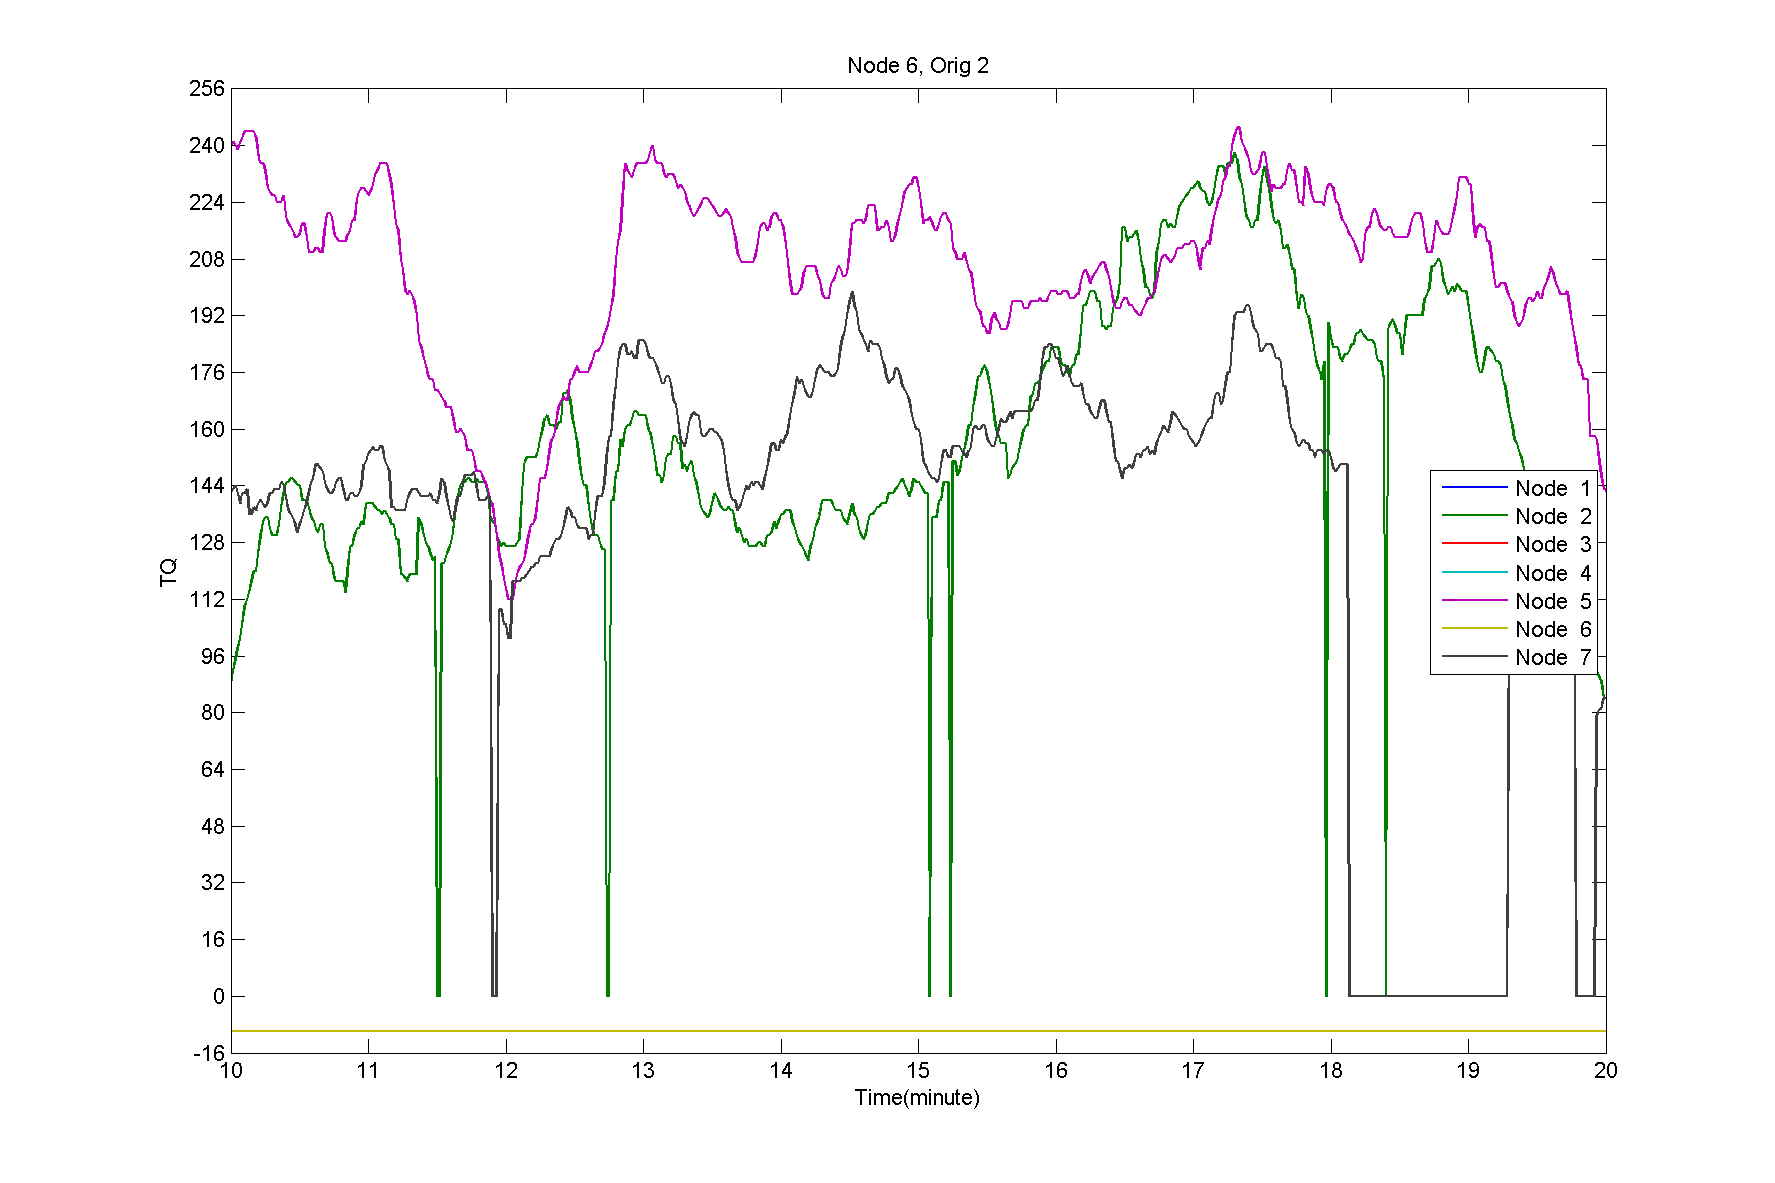 Node 6, Orig 2
256
240
224
208
192
176
160
144
128
112
96
80
64
48
32
16
0
-16
TQ
Node 1
Node 2
Node 3
Node 4
Node 5
Node 6
Node 7
10 11 12 13 14 15 16 17 18 19 20
Time(minute)